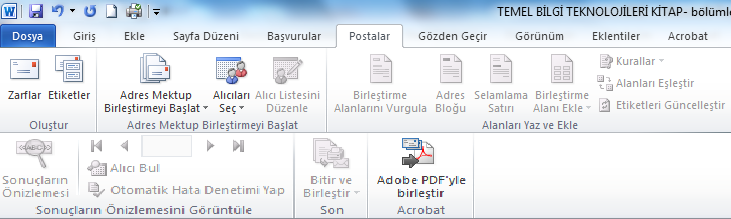 TEMEL BİLGİ TEKNOLOJİLERİ KİTAP- bölümle
Dosya Giriş Ekle Sayfa Düzeni Başvurular Postalar Gözden Geçir Görünüm Eklentiler Acrobat
Zarflar Etiketler
Adres Mektup Birleştirmeyi Başlat
Alıcıları Seç
Alıcı Listesini Düzenle
Birleştirme Alanlarını Vurgula
Adres Bloğu
Selamlama Satırı
Birleştirme Alanı Ekle
Kurallar
Alanları Eşleştir
Etiketleri Güncelleştir
Oluştur Adres Mektup Birleştirmeyi Başlat Alanları Yaz ve Ekle
ABC
Sonuçların Önizlemesi
Alıcı Bul
Otomatik Hata Denetimi Yap
Bitir ve Birleştir
Adobe PDF'yle birleştir
Sonuçların Önizlemesini Görüntüle Son Acrobat